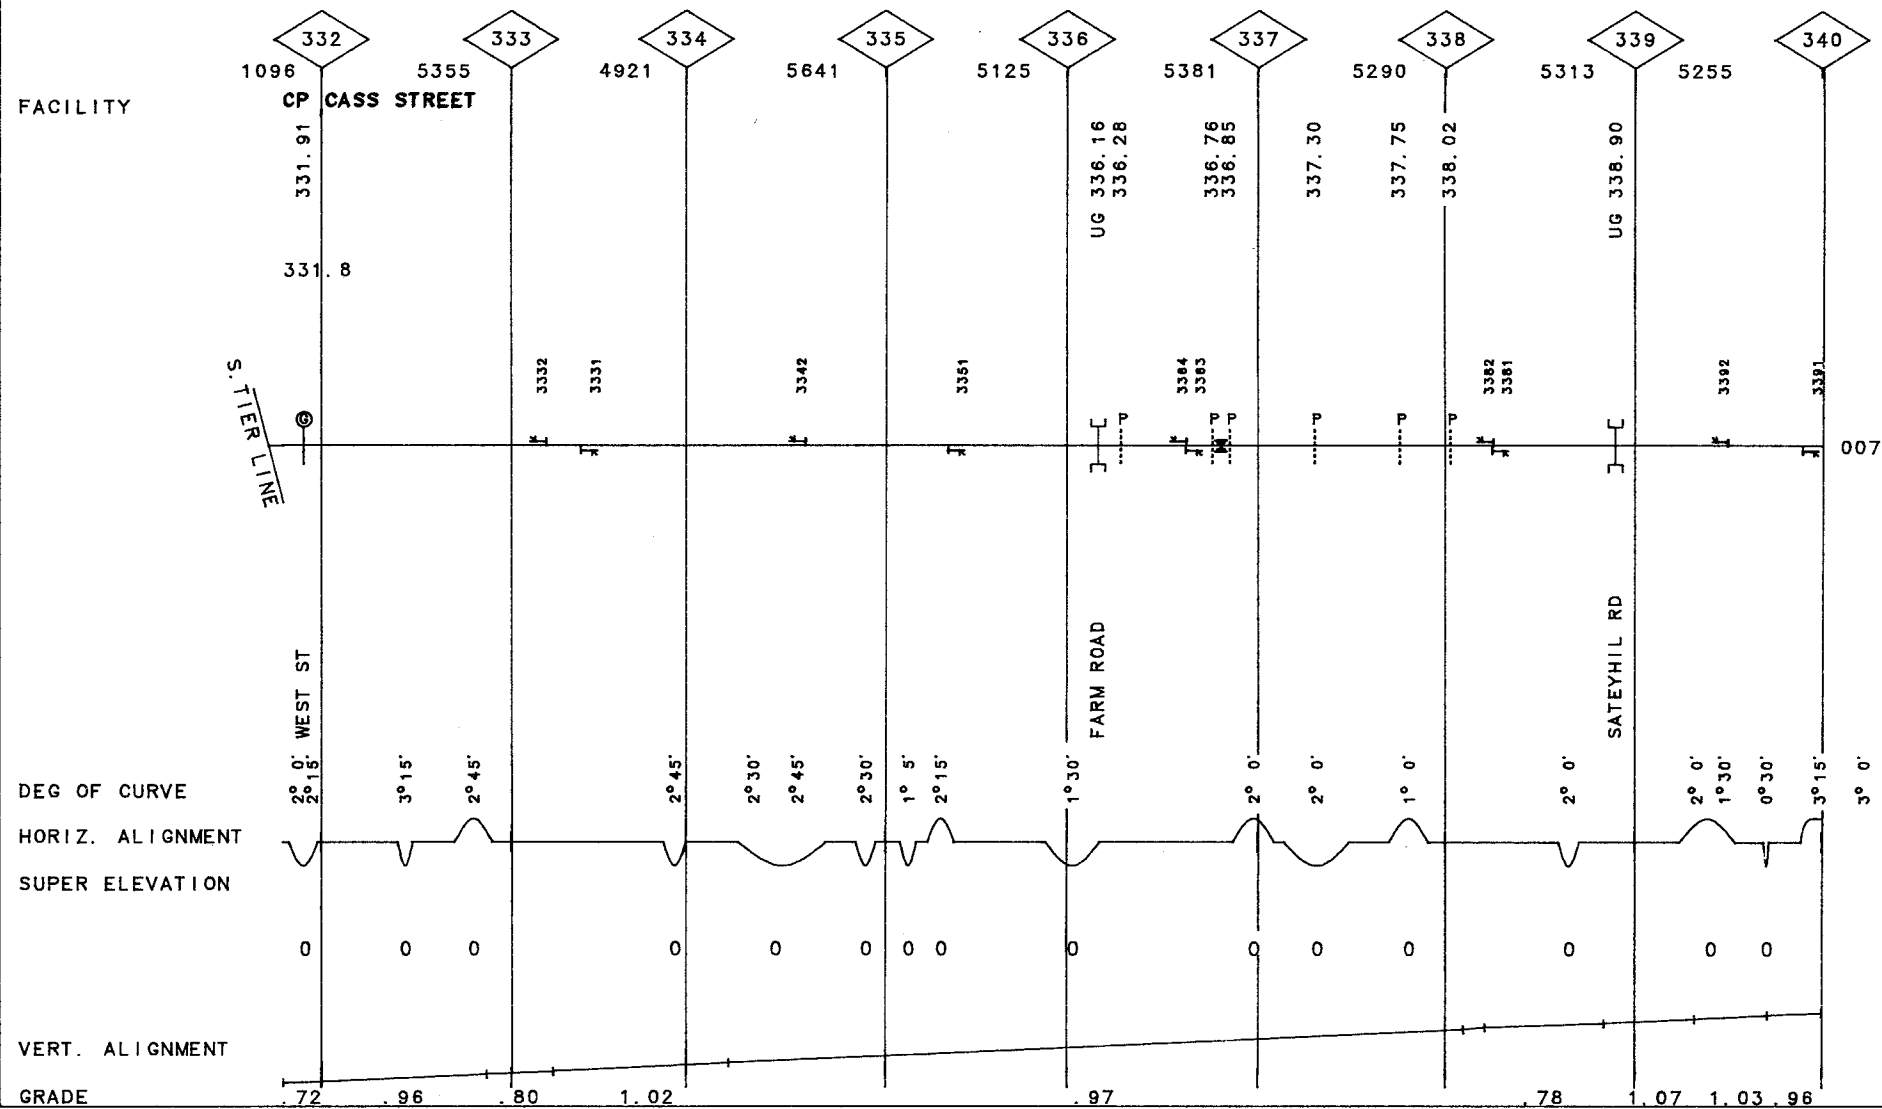 332 333 334 335 336 337 338 339 340
1096 5355 4921 5641 5125 5381 5290 5313 5255
FACILITY
CP CASS STREET
331.91
UG 336.16
336.28
336.76
336.85
337.30
337.75
338.02
UG 338.90
331.8
3332
3331
3342
3351
3364
3363
3382
3381
3392
3391
S. TIER LINE
G
P P P P P P
007
WEST ST
FARM ROAD
SATEYHIL RD
DEG OF CURVE
2° 0' 2°15' 3°15' 2°45' 2°45' 2°30' 2°45' 2°30' 1° 5' 2°15' 1°30' 2° 0' 2° 0' 1° 0' 2° 0' 2° 0' 1°30' 0°30' 3°15' 3° 0'
HORIZ. ALIGNMENT
SUPER ELEVATION
0 0 0 0 0 0 0 0 0 0 0 0 0 0 0
VERT. ALIGNMENT
GRADE .72 .96 .80 1.02 .97 .78 1.07 1.03 .96